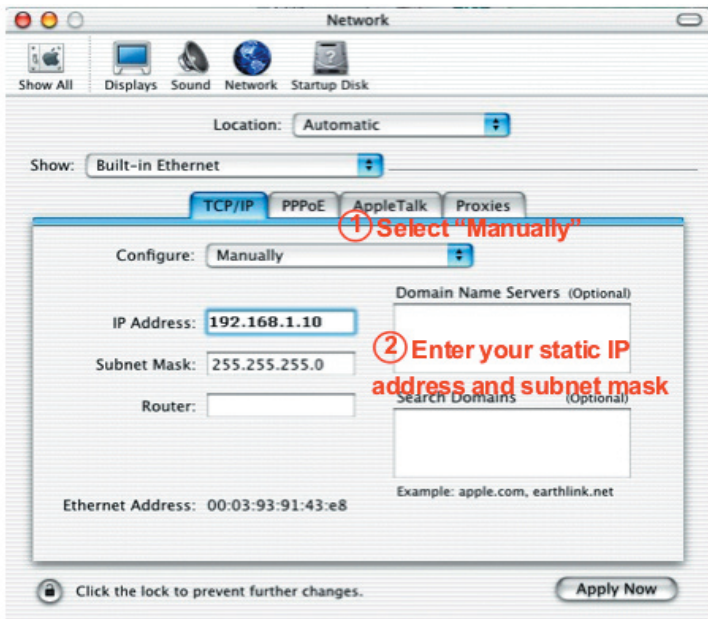 Network
Show All Displays Sound Network Startup Disk
Location: Automatic
Show: Built-in Ethernet
TCP/IP PPPoE AppleTalk Proxies
① Select “Manually”
Configure: Manually
Domain Name Servers (Optional)
IP Address: 192.168.1.10
② Enter your static IP
Subnet Mask: 255.255.255.0
address and subnet mask
Search Domains (Optional)
Router:
Example: apple.com, earthlink.net
Ethernet Address: 00:03:93:91:43:e8
Click the lock to prevent further changes.
Apply Now